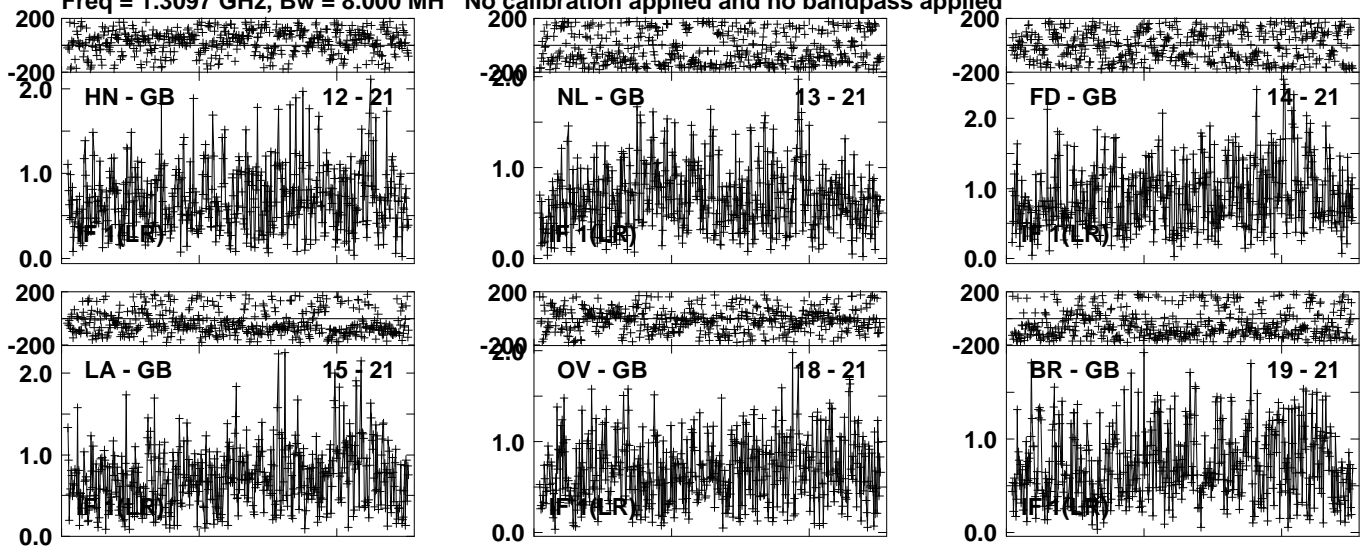 Freq = 1.3097 GHz, Bw = 8.000 MH No calibration applied and no bandpass applied
200
-200
HN - GB 12 - 21
2.0
1.0
IF 1(LR)
0.0
-200
2.0
NL - GB 13 - 21
1.0
IF 1(LR)
0.0
200
-200
FD - GB 14 - 21
2.0
1.0
IF 1(LR)
0.0
200
-200
LA - GB 15 - 21
2.0
1.0
IF 1(LR)
0.0
200
-200
2.0
OV - GB 18 - 21
1.0
IF 1(LR)
0.0
200
-200
BR - GB 19 - 21
1.0
IF 1(LR)
0.0